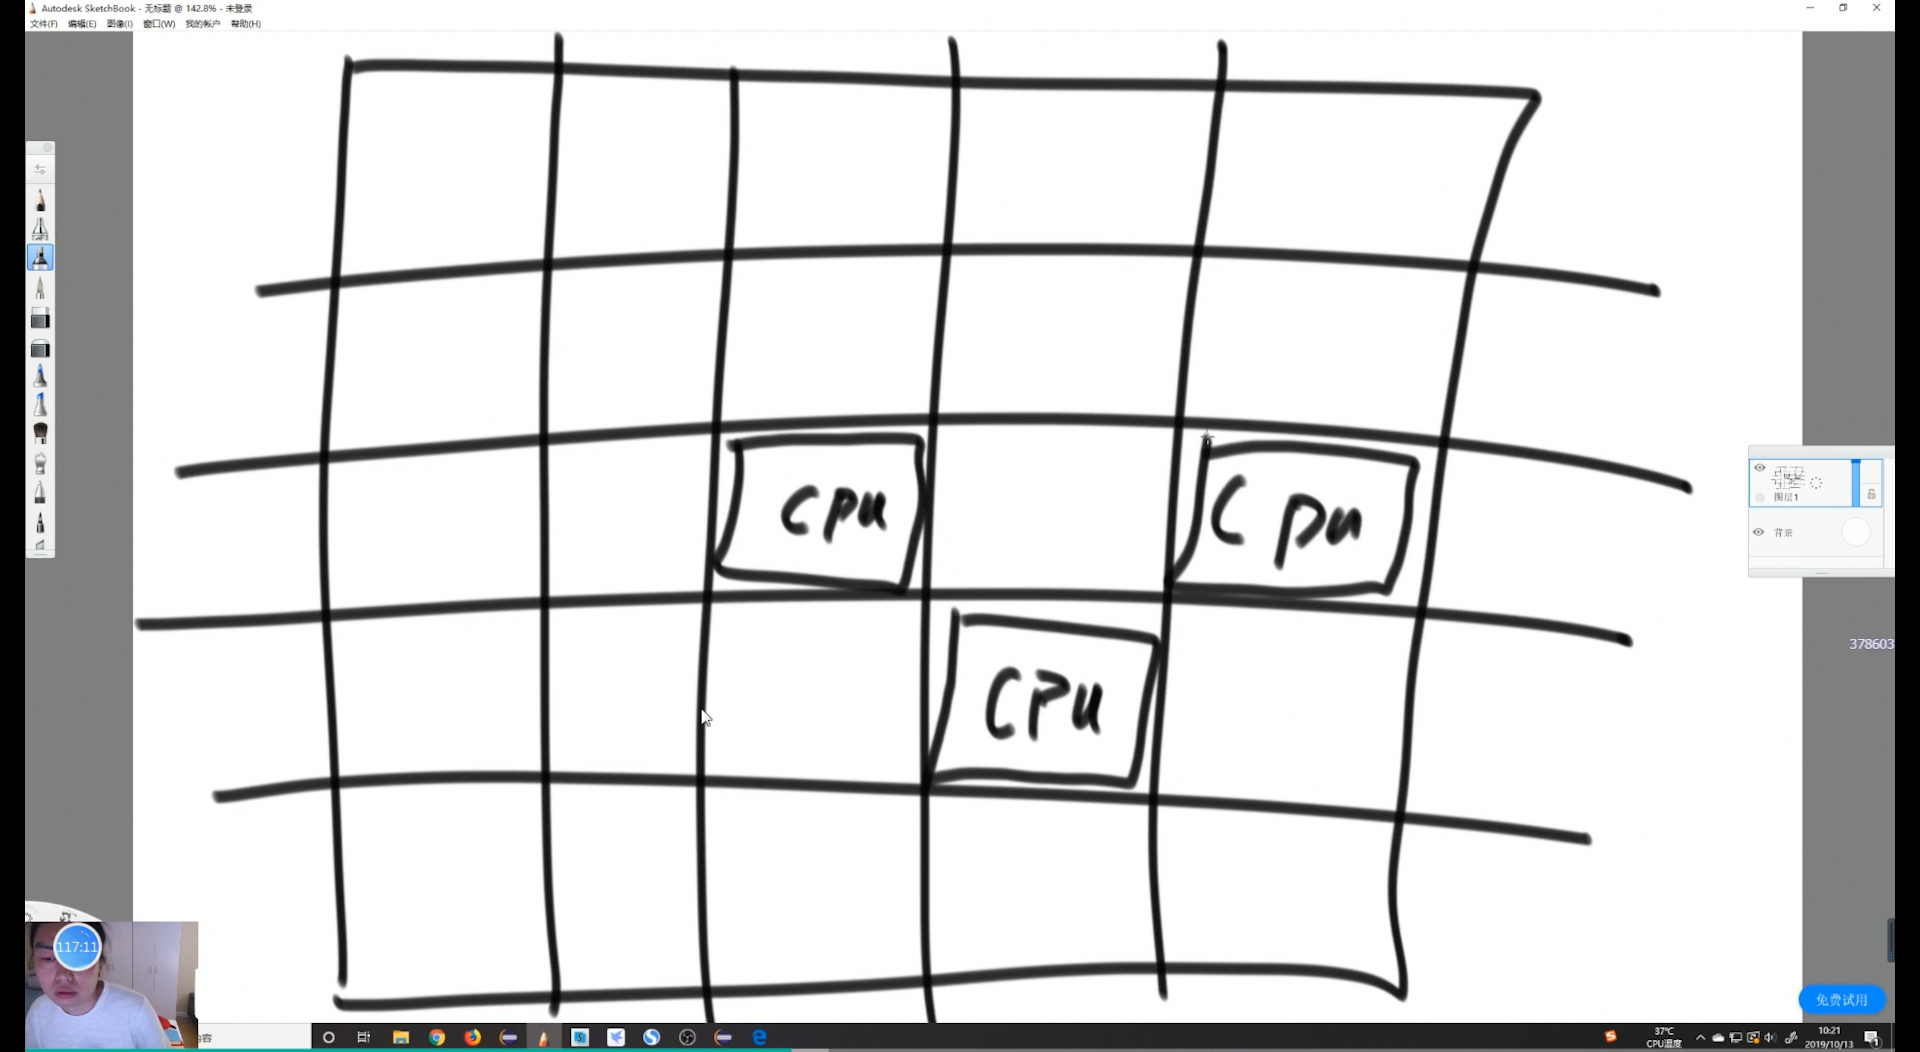 Autodesk SketchBook - 无标题 @ 142.8% - 未登录
文件(F) 编辑(E) 图像(I) 窗口(W) 我的帐户 帮助(H)
CPU
CPU
CPU
图层1
背景
378603
117:11
免费试用
内容
37℃
CPU温度
10:21
2019/10/13